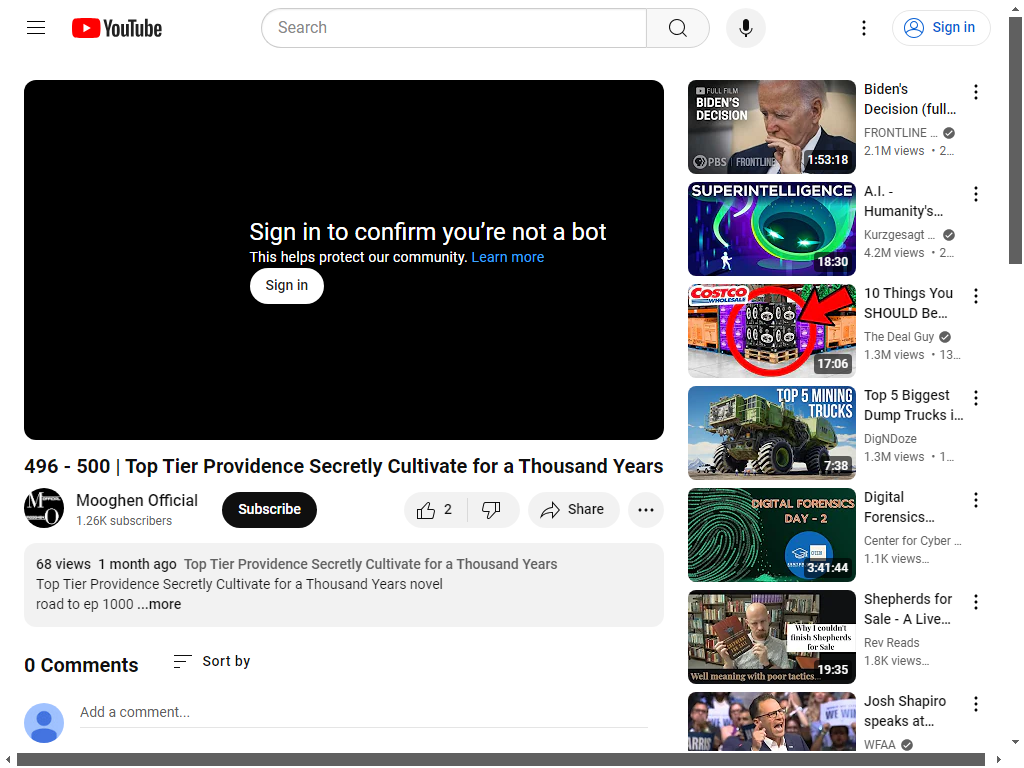 YouTube
Search
Sign in
Sign in to confirm you’re not a bot
This helps protect our community. Learn more
Sign in
496 - 500 | Top Tier Providence Secretly Cultivate for a Thousand Years
Mooghen Official
1.26K subscribers
Subscribe
2
Share
68 views 1 month ago Top Tier Providence Secretly Cultivate for a Thousand Years
Top Tier Providence Secretly Cultivate for a Thousand Years novel
road to ep 1000 ...more
0 Comments
Sort by
Add a comment...
FULL FILM
BIDEN'S
DECISION
PBS FRONTLINE
1:53:18
Biden's
Decision (full...
FRONTLINE ...
2.1M views • 2...
SUPERINTELLIGENCE
18:30
A.I. -
Humanity's...
Kurzgesagt ...
4.2M views • 2...
COSTCO
WHOLESALE
17:06
10 Things You
SHOULD Be...
The Deal Guy
1.3M views • 13...
TOP 5 MINING
TRUCKS
7:38
Top 5 Biggest
Dump Trucks i...
DigNDoze
1.3M views • 1...
DIGITAL FORENSICS
DAY - 2
3:41:44
Digital
Forensics...
Center for Cyber ...
1.1K views...
Why I couldn't
finish Shepherds
for Sale
Well meaning with poor tactics...
19:35
Shepherds for
Sale - A Live...
Rev Reads
1.8K views...
Josh Shapiro
speaks at...
WFAA